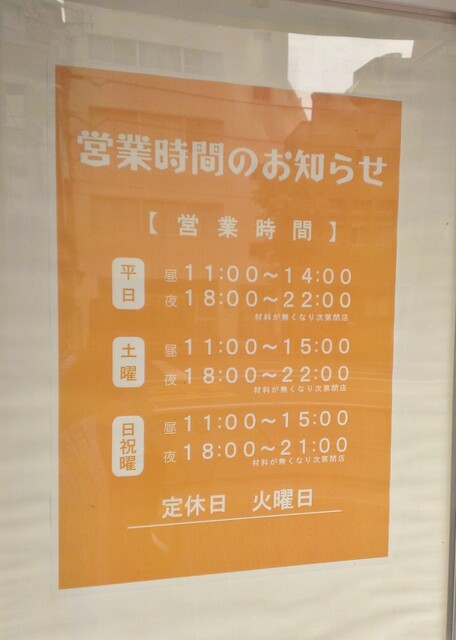 営業時間のお知らせ
【営業時間】
平日
昼 11:00～14:00
夜 18:00～22:00
材料が無くなり次第閉店
土曜
昼 11:00～15:00
夜 18:00～22:00
材料が無くなり次第閉店
日祝曜
昼 11:00～15:00
夜 18:00～21:00
材料が無くなり次第閉店
定休日 火曜日